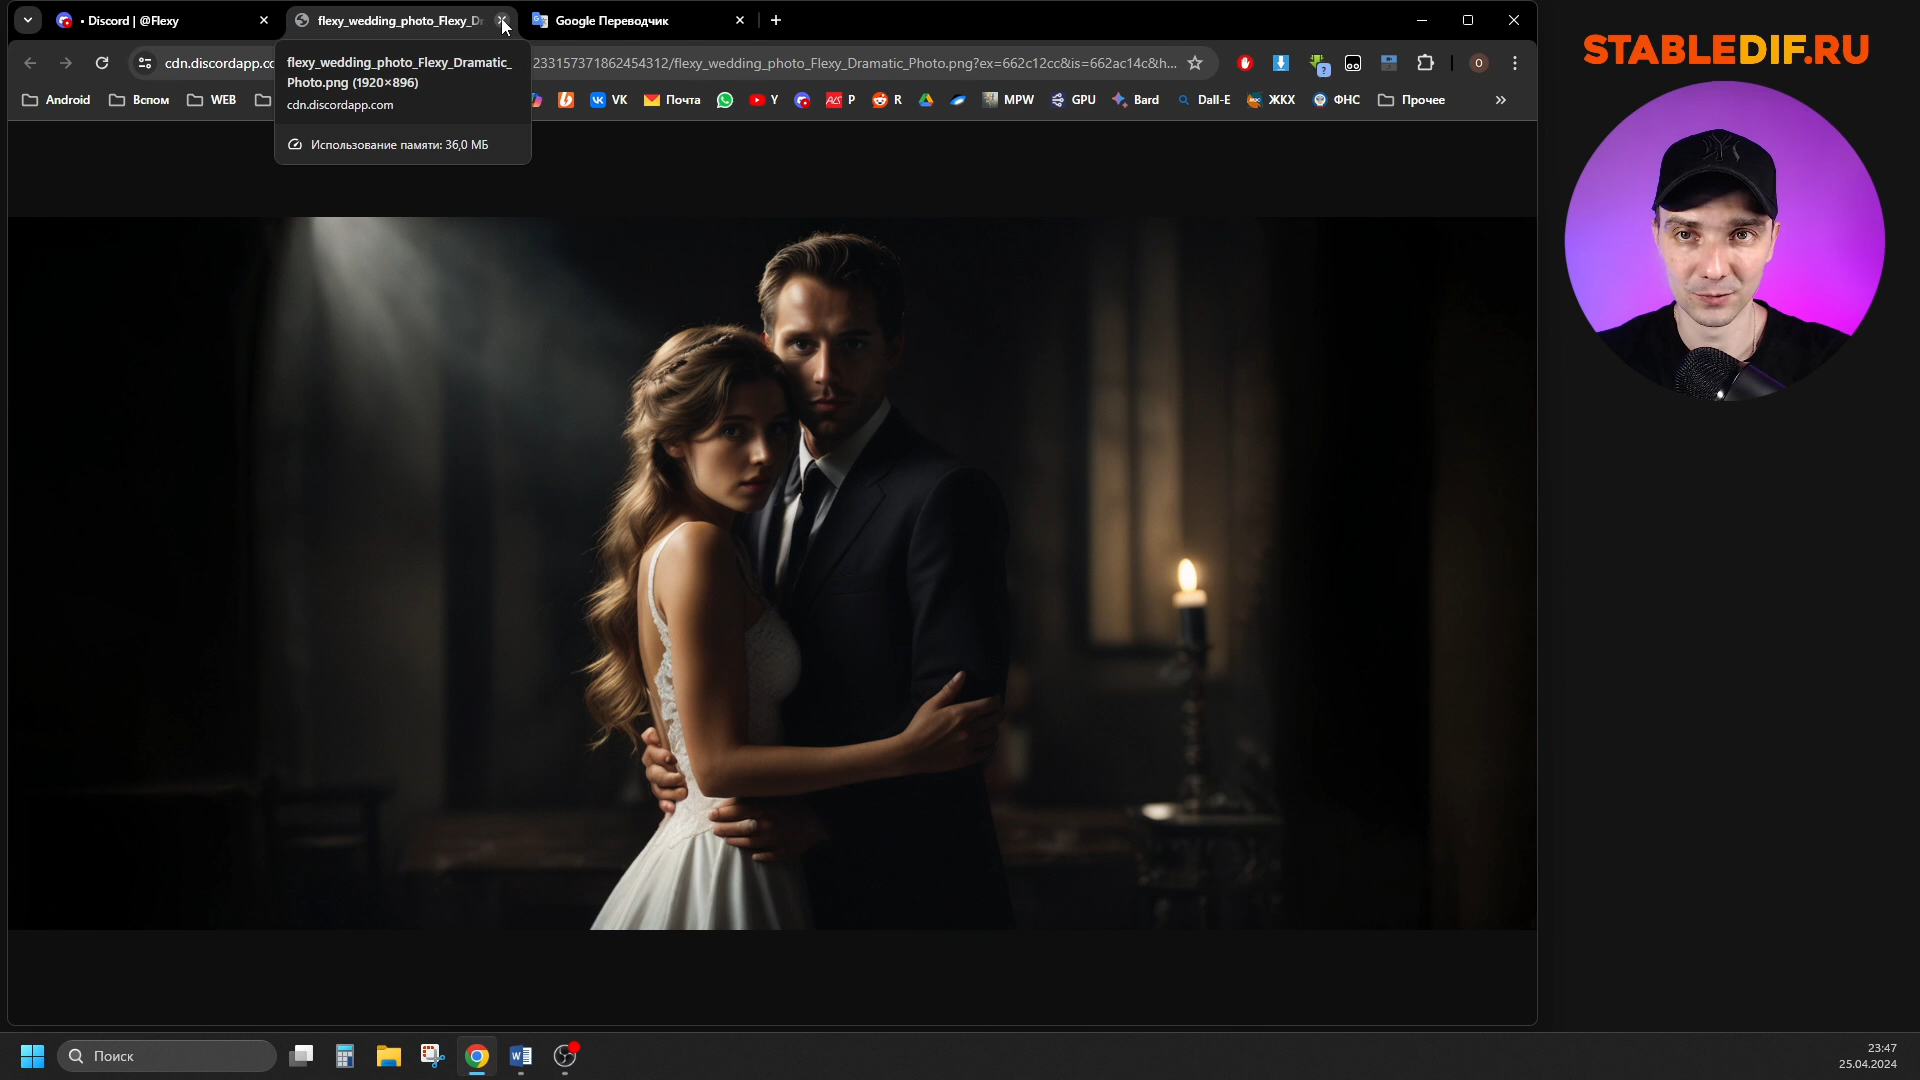 • Discord | @Flexy
flexy_wedding_photo_Flexy_Dr
Google Переводчик
STABLEDIF.RU
cdn.discordapp.cc
233157371862454312/flexy_wedding_photo_Flexy_Dramatic_Photo.png?ex=662c12cc&is=662ac14c&h...
O
flexy_wedding_photo_Flexy_Dramatic_
Photo.png (1920×896)
cdn.discordapp.com
Использование памяти: 36,0 МБ
Android
Вспом
WEB
VK
Почта
Y
P
R
MPW
GPU
Bard
Dall-E
ЖКХ
ФНС
Прочее
Поиск
23:47
25.04.2024